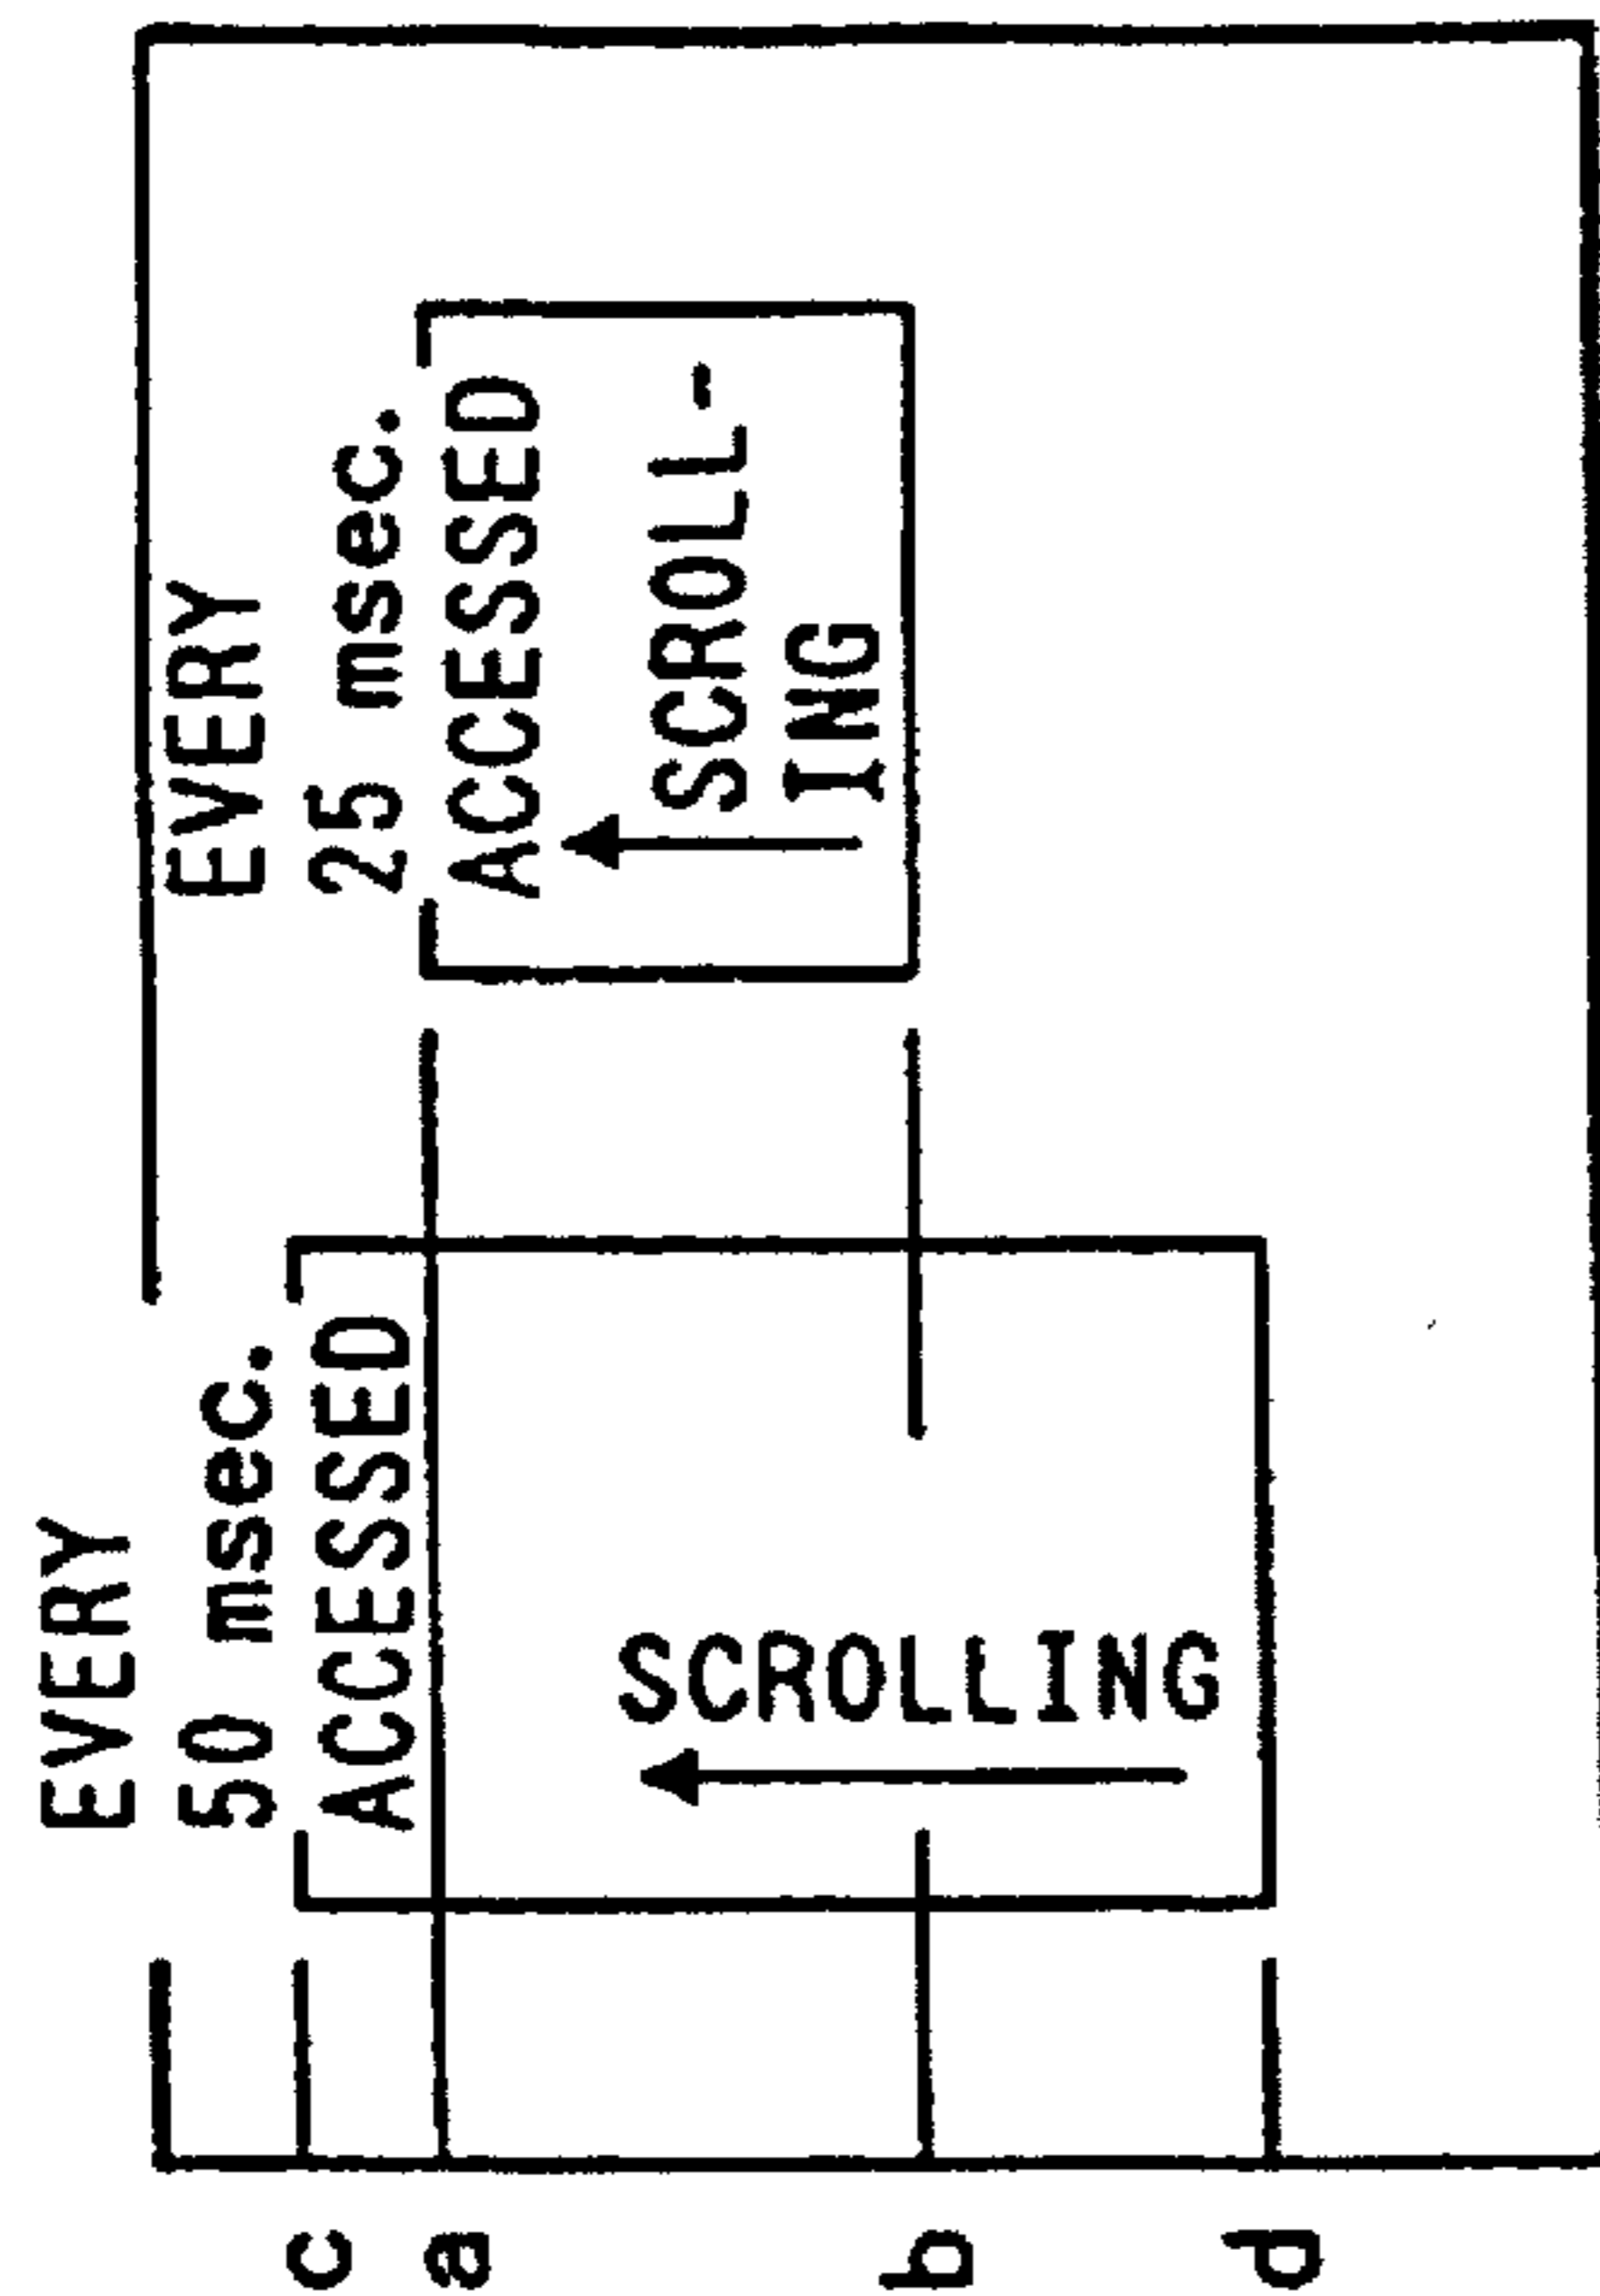 EVERY
50 msec.
ACCESSED
SCROLLING
EVERY
25 msec.
ACCESSED
SCROLL-
ING
c
a
b
d